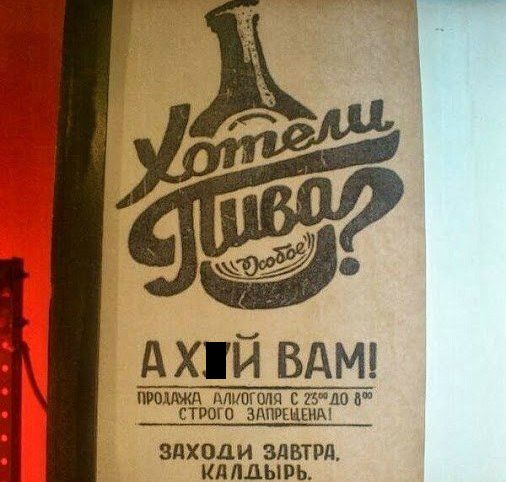 Хотели
Пива?
Особое
А Х■Й ВАМ!
ПРОДАЖА АЛКОГОЛЯ С 23⁰⁰ ДО 8⁰⁰
СТРОГО ЗАПРЕЩЕНА!
ЗАХОДИ ЗАВТРА,
КАЛДЫРЬ.